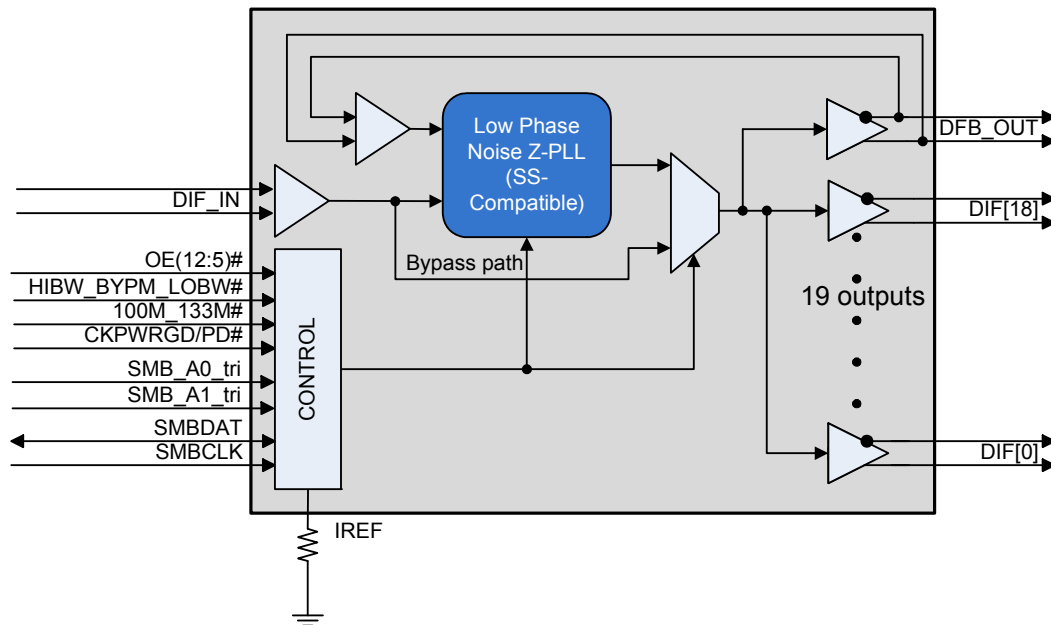 Low Phase
Noise Z-PLL
(SS-
Compatible)
DFB_OUT
DIF_IN
DIF[18]
Bypass path
OE(12:5)#
HIBW_BYPM_LOBW#
100M_133M#
CKPWRGD/PD#
SMB_A0_tri
SMB_A1_tri
SMBDAT
SMBCLK
CONTROL
19 outputs
DIF[0]
IREF